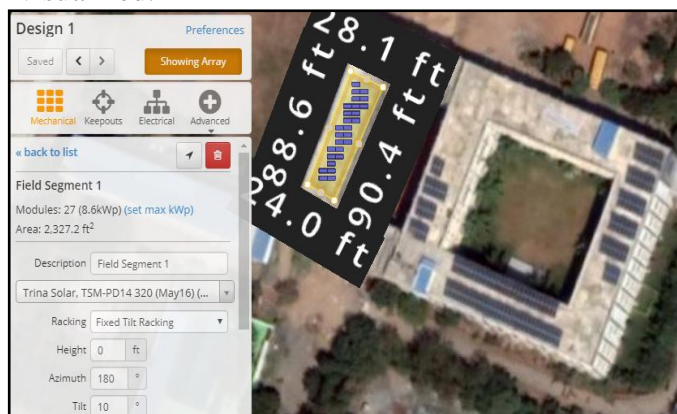 Design 1
Preferences
Saved
Showing Array
Mechanical
Keepouts
Electrical
Advanced
« back to list
Field Segment 1
Modules: 27 (8.6kWp) (set max kWp)
Area: 2,327.2 ft2
Description Field Segment 1
Trina Solar, TSM-PD14 320 (May16) (...
Racking Fixed Tilt Racking
Height 0 ft
Azimuth 180 °
Tilt 10 °
28.1 ft
88.6 ft
90.4 ft
24.0 ft